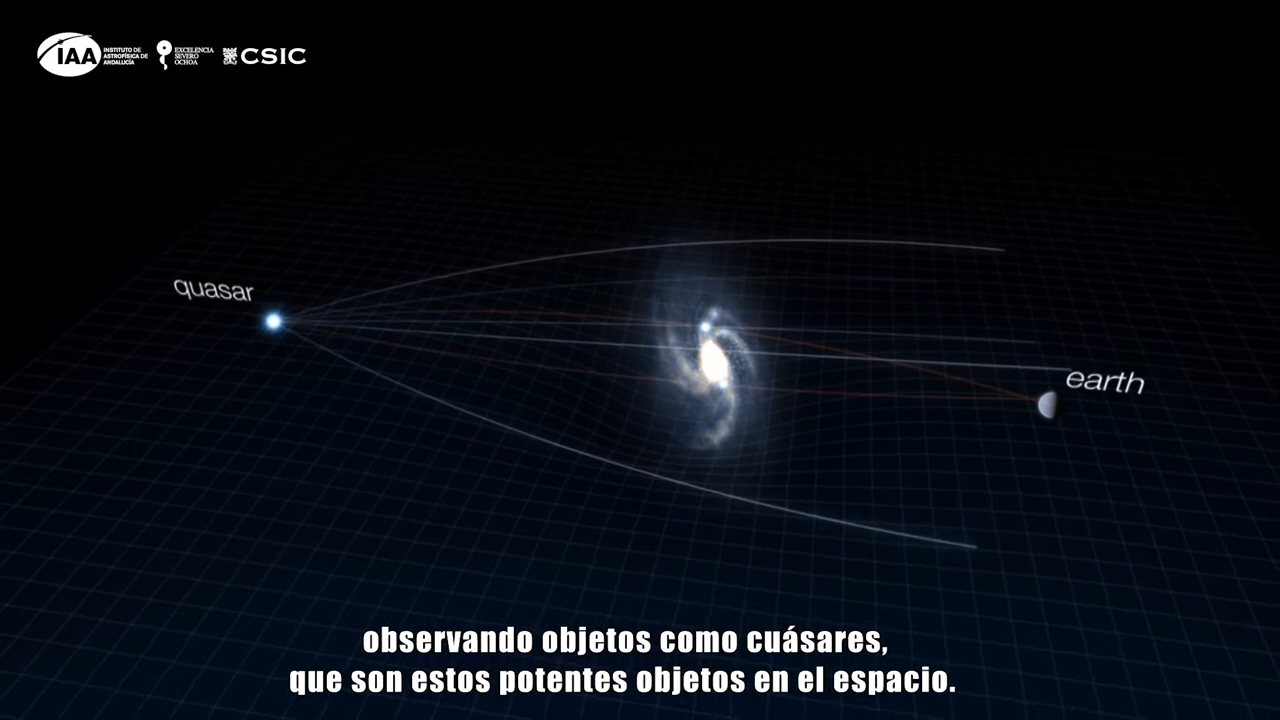 IAA
INSTITUTO DE
ASTROFÍSICA DE
ANDALUCÍA
EXCELENCIA
SEVERO
OCHOA
CSIC
quasar
earth
observando objetos como cuásares,
que son estos potentes objetos en el espacio.